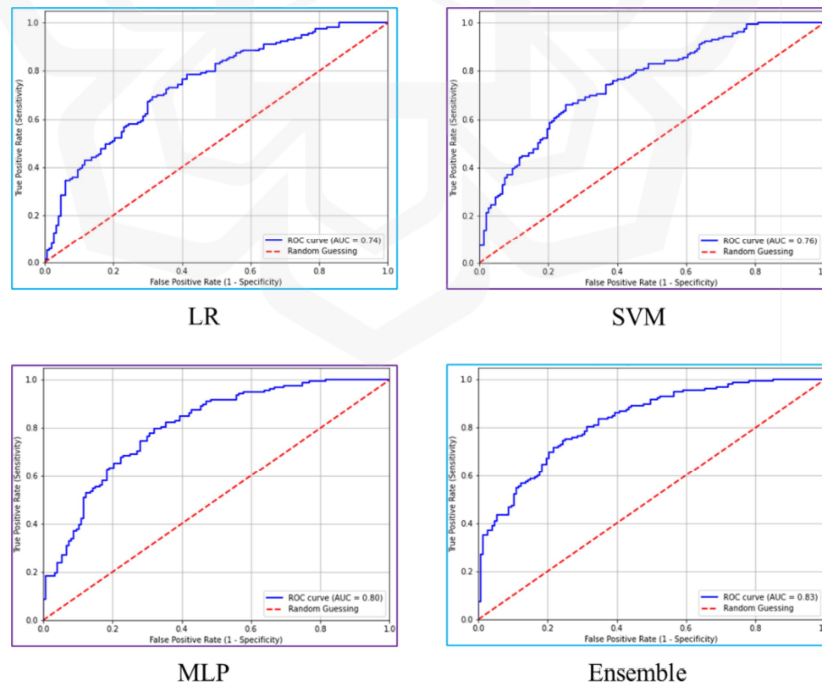 1.0
0.8
0.6
0.4
0.2
0.0
True Positive Rate (Sensitivity)
ROC curve (AUC = 0.74)
Random Guessing
0.0 0.2 0.4 0.6 0.8 1.0
False Positive Rate (1 - Specificity)
LR
1.0
0.8
0.6
0.4
0.2
0.0
True Positive Rate (Sensitivity)
ROC curve (AUC = 0.76)
Random Guessing
0.0 0.2 0.4 0.6 0.8 1.0
False Positive Rate (1 - Specificity)
SVM
1.0
0.8
0.6
0.4
0.2
0.0
True Positive Rate (Sensitivity)
ROC curve (AUC = 0.80)
Random Guessing
0.0 0.2 0.4 0.6 0.8 1.0
False Positive Rate (1 - Specificity)
MLP
1.0
0.8
0.6
0.4
0.2
0.0
True Positive Rate (Sensitivity)
ROC curve (AUC = 0.83)
Random Guessing
0.0 0.2 0.4 0.6 0.8 1.0
False Positive Rate (1 - Specificity)
Ensemble